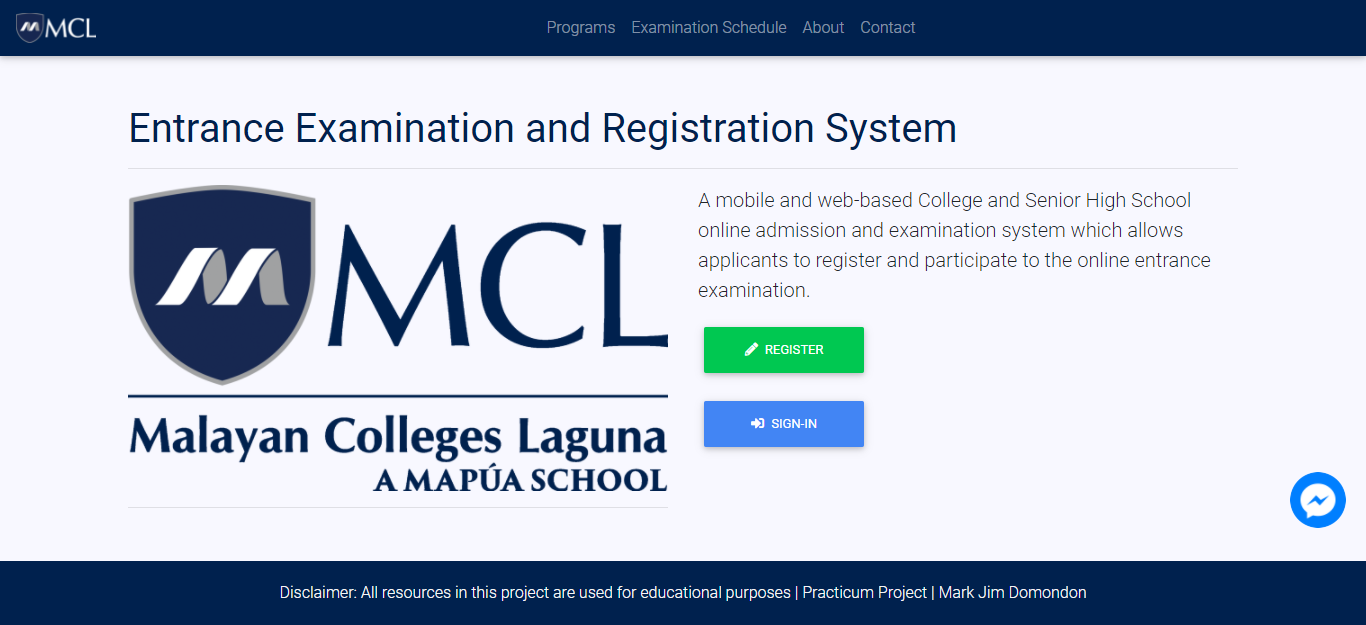 MCL
Programs Examination Schedule About Contact
Entrance Examination and Registration System
MCL
Malayan Colleges Laguna
A MAPÚA SCHOOL
A mobile and web-based College and Senior High School
online admission and examination system which allows
applicants to register and participate to the online entrance
examination.
REGISTER
SIGN-IN
Disclaimer: All resources in this project are used for educational purposes | Practicum Project | Mark Jim Domondon